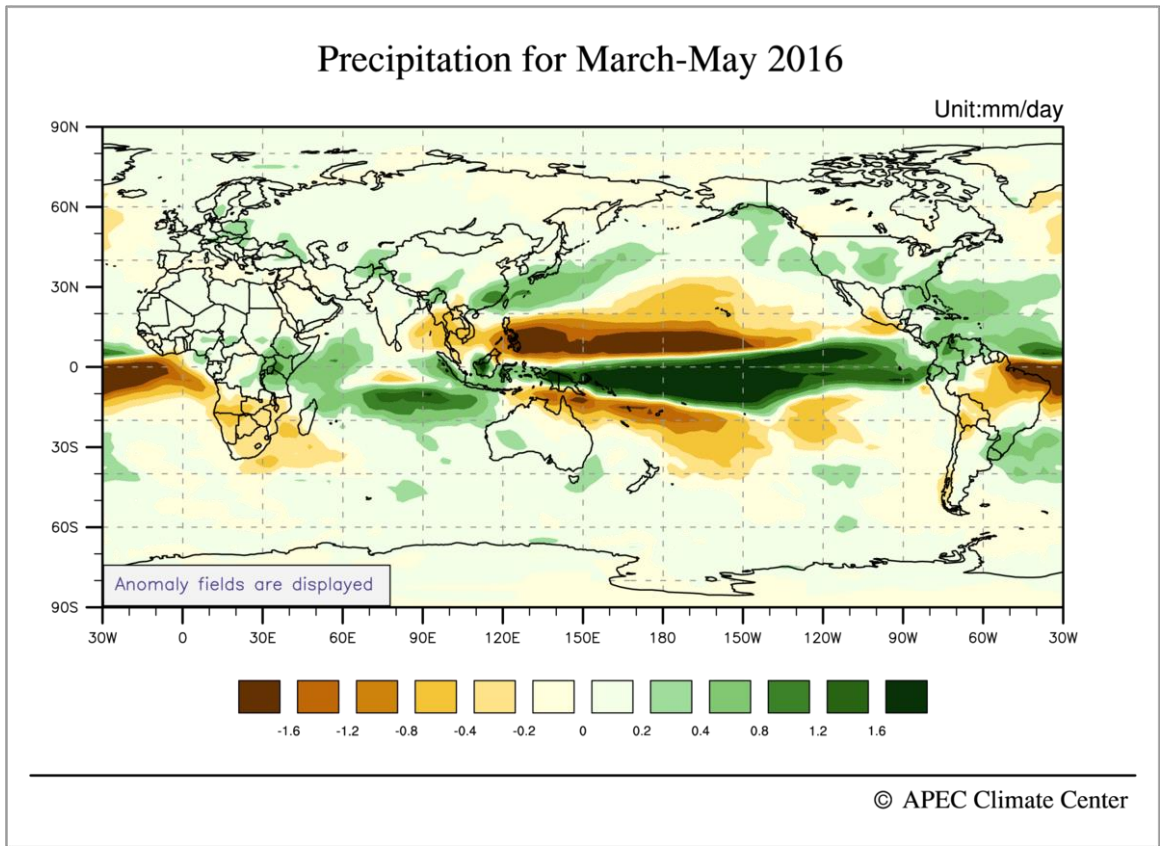 Precipitation for March-May 2016
Unit:mm/day
90N
60N
30N
0
30S
60S
90S
Anomaly fields are displayed
30W 0 30E 60E 90E 120E 150E 180 150W 120W 90W 60W 30W
-1.6 -1.2 -0.8 -0.4 -0.2 0 0.2 0.4 0.8 1.2 1.6
© APEC Climate Center